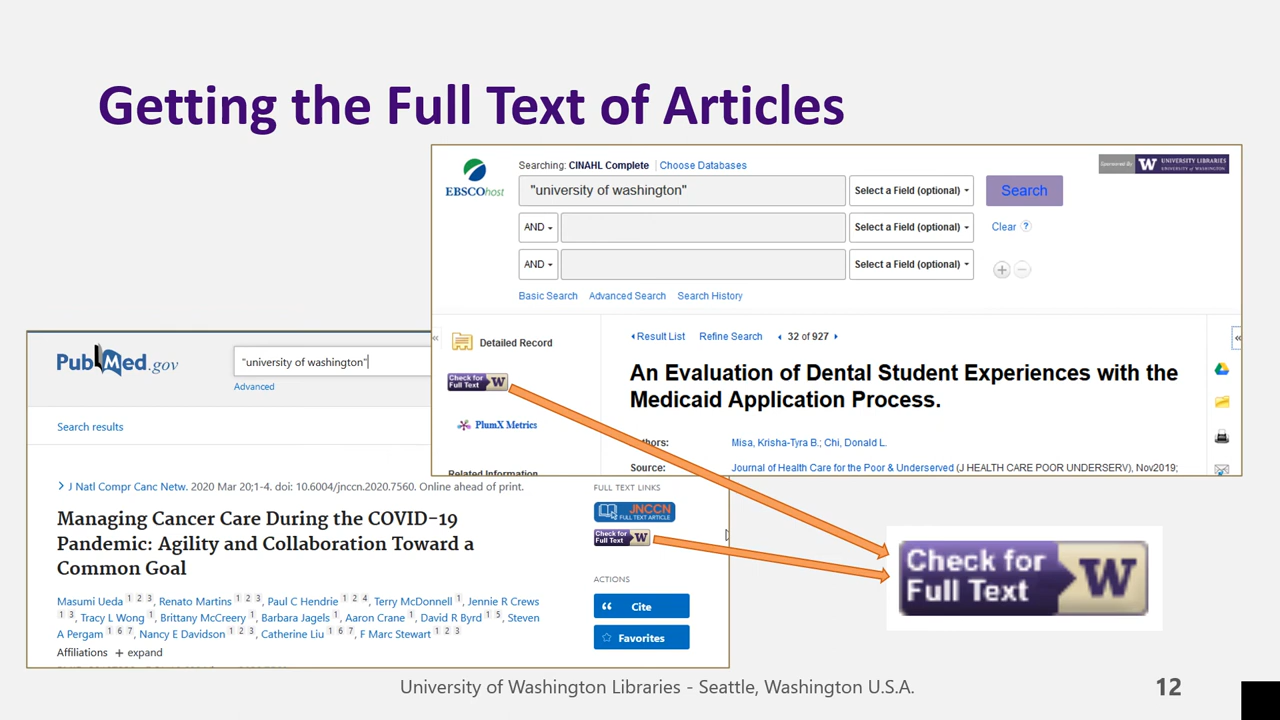 Getting the Full Text of Articles
EBSCOhost
Searching: CINAHL Complete | Choose Databases
"university of washington"
Select a Field (optional)
Search
Sponsored By W UNIVERSITY LIBRARIES
UNIVERSITY OF WASHINGTON
AND
Select a Field (optional)
Clear ?
AND
Select a Field (optional)
Basic Search Advanced Search Search History
Detailed Record
Check for
Full Text W
PlumX Metrics
Related Information
Result List Refine Search 32 of 927
An Evaluation of Dental Student Experiences with the
Medicaid Application Process.
Misa, Krisha-Tyra B.; Chi, Donald L.
Source: Journal of Health Care for the Poor & Underserved (J HEALTH CARE POOR UNDERSERV), Nov2019;
PubMed.gov
"university of washington"
Advanced
Search results
> J Natl Compr Canc Netw. 2020 Mar 20;1-4. doi: 10.6004/jnccn.2020.7560. Online ahead of print.
Managing Cancer Care During the COVID-19
Pandemic: Agility and Collaboration Toward a
Common Goal
Masumi Ueda 1 2 3, Renato Martins 1 2 3, Paul C Hendrie 1 2 4, Terry McDonnell 1, Jennie R Crews
1 3, Tracy L Wong 1, Brittany McCreery 1, Barbara Jagels 1, Aaron Crane 1, David R Byrd 1 5, Steven
A Pergam 1 6 7, Nancy E Davidson 1 2 3, Catherine Liu 1 6 7, F Marc Stewart 1 2 3
Affiliations + expand
FULL TEXT LINKS
JNCCN
FULL TEXT ARTICLE
Check for
Full Text W
ACTIONS
Cite
Favorites
Check for
Full Text W
University of Washington Libraries - Seattle, Washington U.S.A.
12